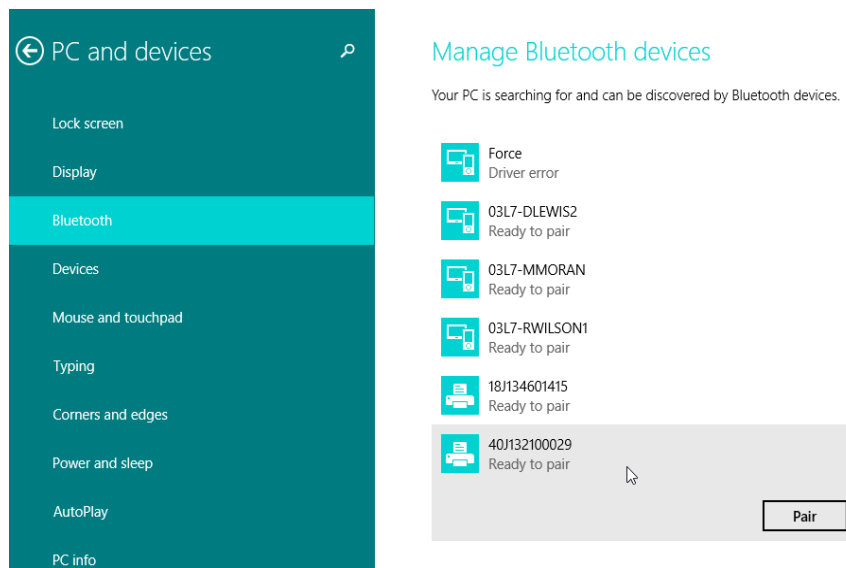 PC and devices
Lock screen
Display
Bluetooth
Devices
Mouse and touchpad
Typing
Corners and edges
Power and sleep
AutoPlay
PC info
Manage Bluetooth devices
Your PC is searching for and can be discovered by Bluetooth devices.
Force
Driver error
03L7-DLEWIS2
Ready to pair
03L7-MMORAN
Ready to pair
03L7-RWILSON1
Ready to pair
18J134601415
Ready to pair
40J132100029
Ready to pair
Pair